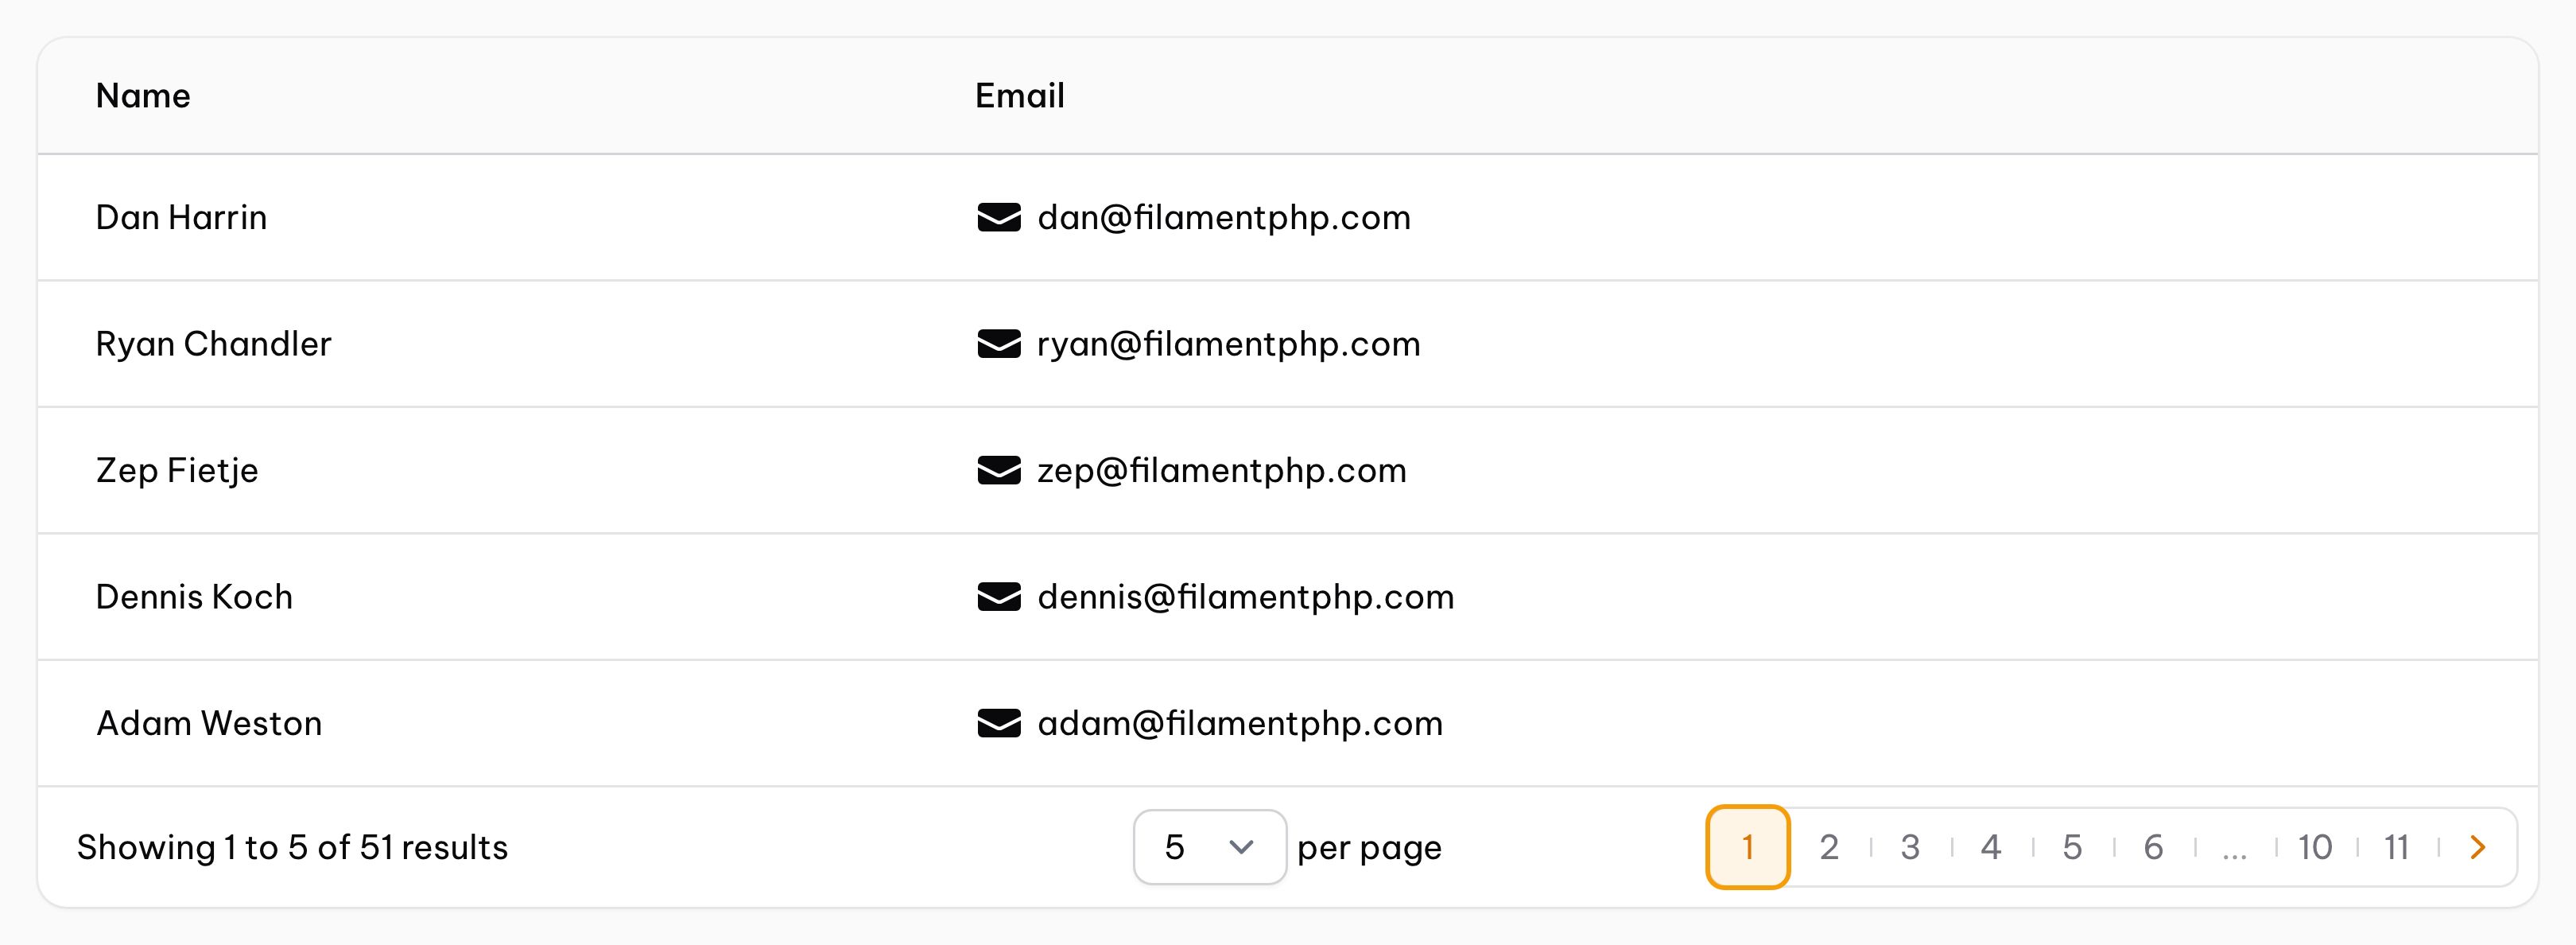 Name Email
Dan Harrin dan@filamentphp.com
Ryan Chandler ryan@filamentphp.com
Zep Fietje zep@filamentphp.com
Dennis Koch dennis@filamentphp.com
Adam Weston adam@filamentphp.com
Showing 1 to 5 of 51 results 5 per page 1 2 3 4 5 6 ... 10 11